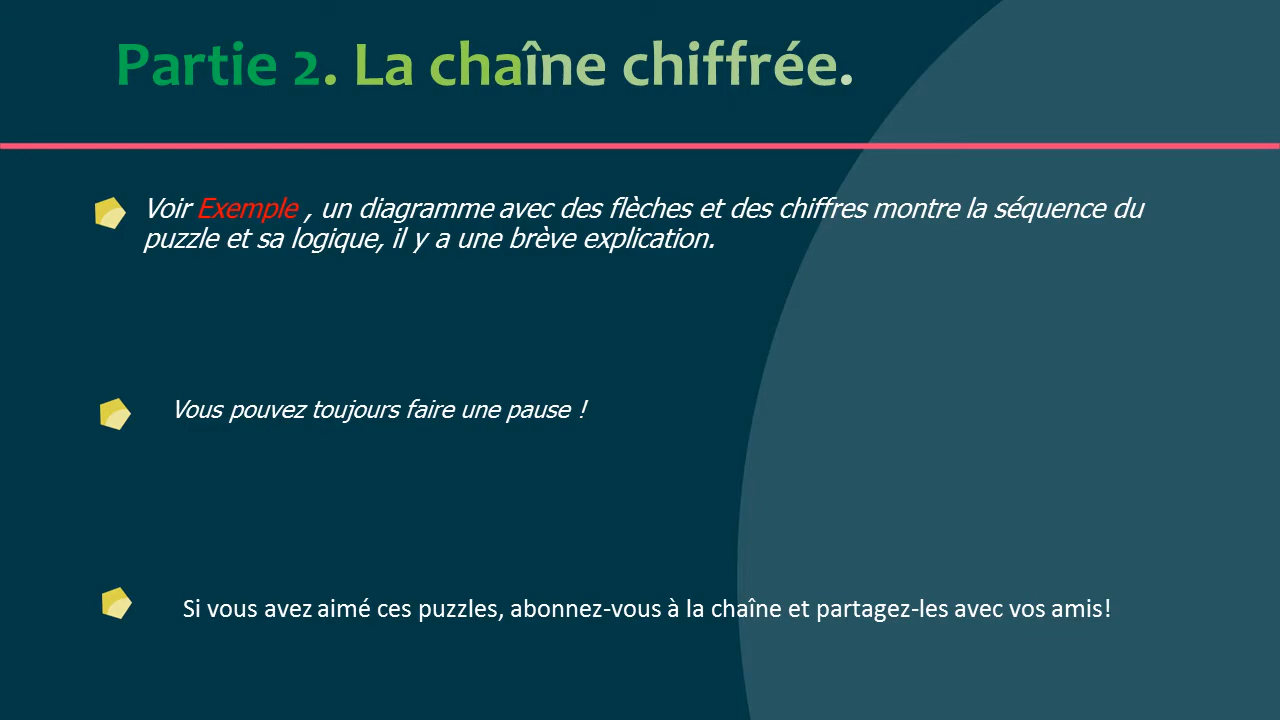 Partie 2. La chaîne chiffrée.
Voir Exemple , un diagramme avec des flèches et des chiffres montre la séquence du
puzzle et sa logique, il y a une brève explication.
Vous pouvez toujours faire une pause !
Si vous avez aimé ces puzzles, abonnez-vous à la chaîne et partagez-les avec vos amis!